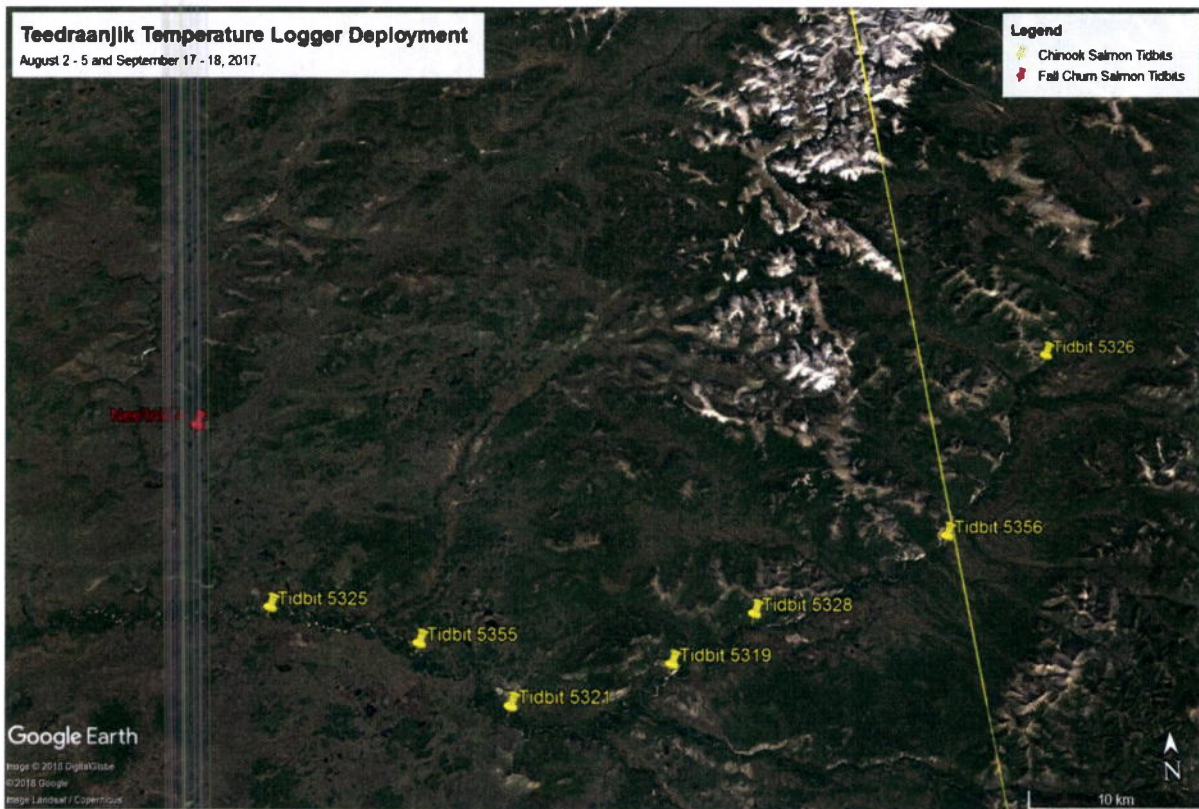 Teedraanjik Temperature Logger Deployment
August 2 - 5 and September 17 - 18, 2017
Legend
Chinook Salmon Tidbits
Fall Chum Salmon Tidbits
Tidbit 5326
Tidbit 5356
Tidbit 5325
Tidbit 5328
Tidbit 5355
Tidbit 5319
Tidbit 5321
Google Earth
Image © 2018 DigitalGlobe
© 2018 Google
Image Landsat / Copernicus
N
10 km